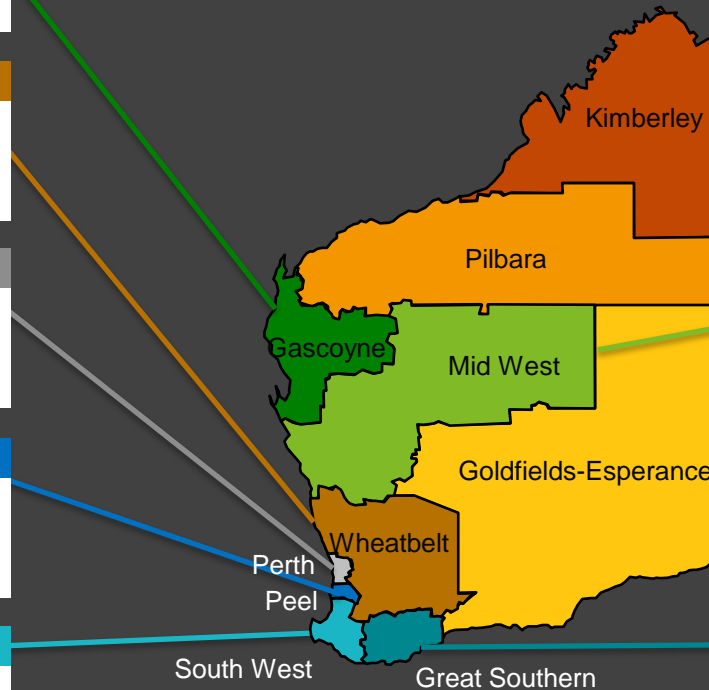 Kimberley
Pilbara
Gascoyne
Mid West
Goldfields-Esperance
Wheatbelt
Perth
Peel
South West
Great Southern